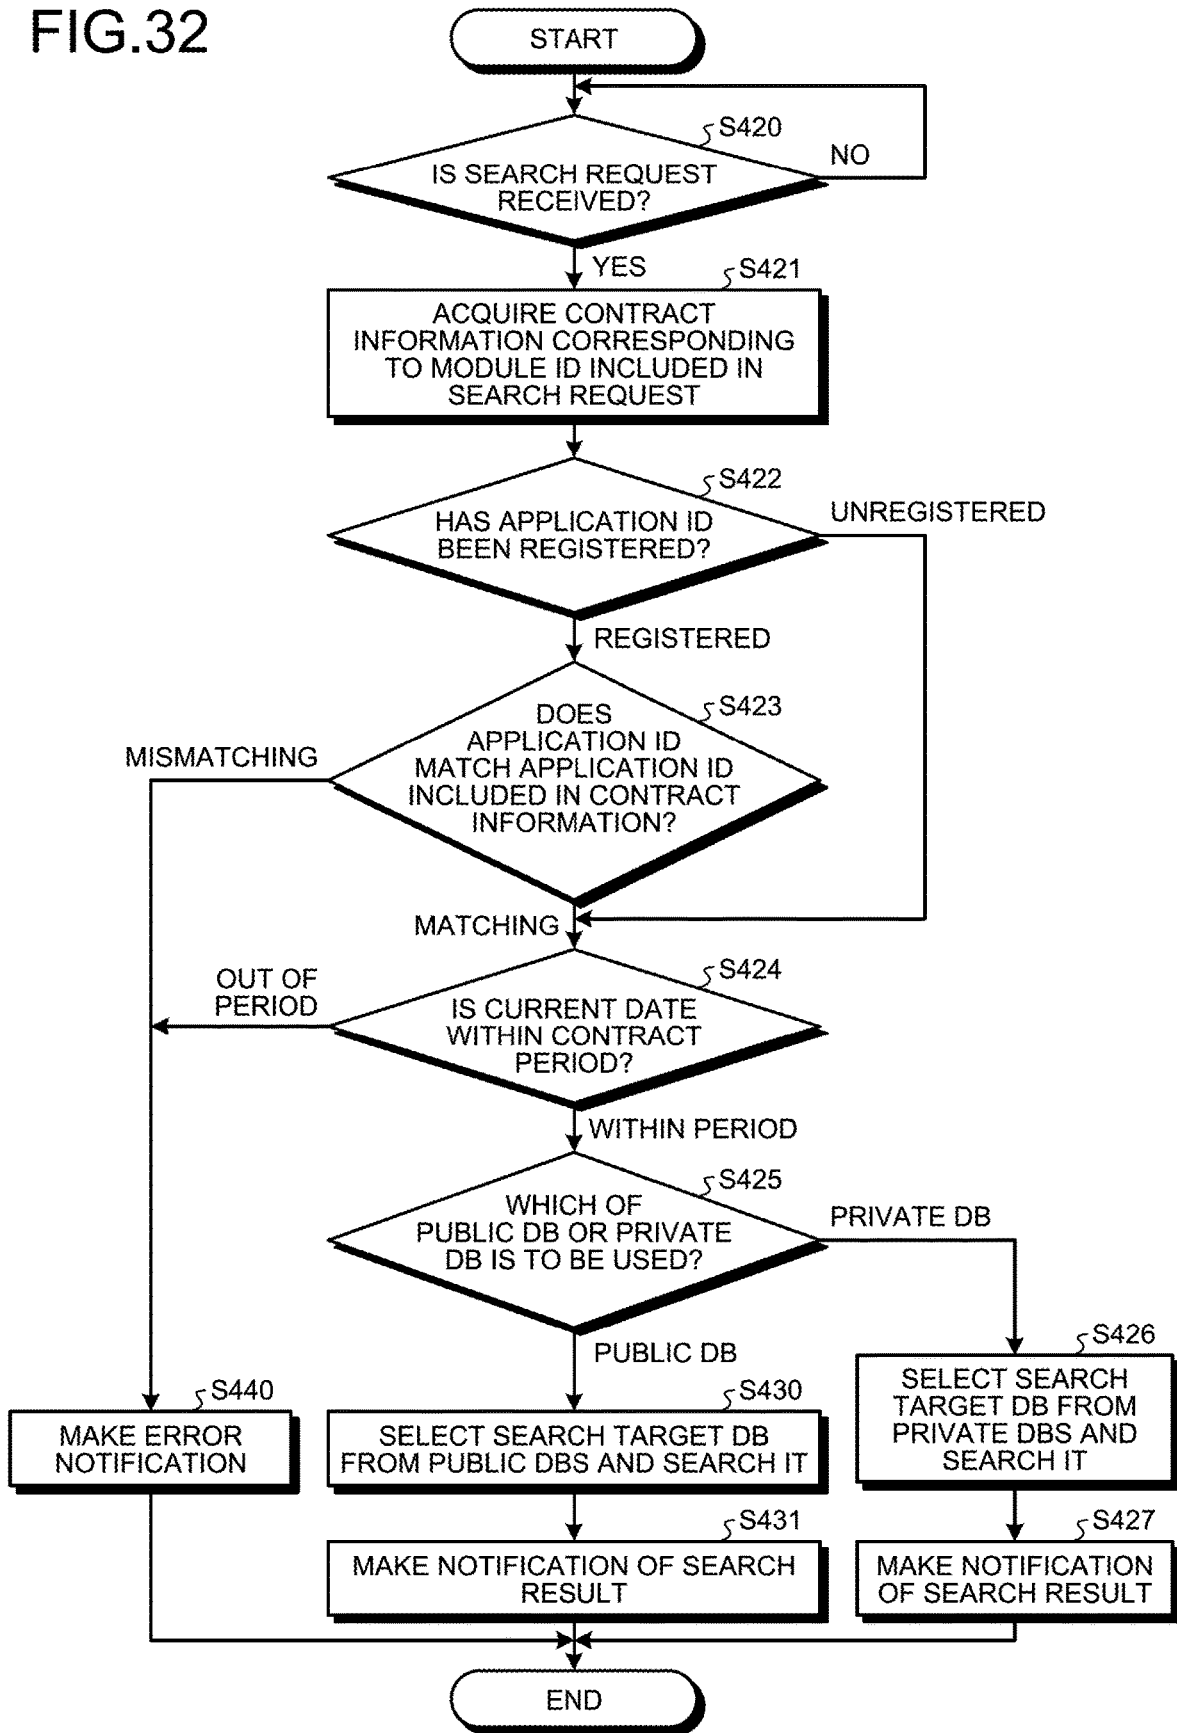 FIG.32
START
S420
IS SEARCH REQUEST
RECEIVED?
NO
YES
S421
ACQUIRE CONTRACT
INFORMATION CORRESPONDING
TO MODULE ID INCLUDED IN
SEARCH REQUEST
S422
HAS APPLICATION ID
BEEN REGISTERED?
UNREGISTERED
REGISTERED
S423
DOES
APPLICATION ID
MATCH APPLICATION ID
INCLUDED IN CONTRACT
INFORMATION?
MISMATCHING
MATCHING
S424
OUT OF
PERIOD
IS CURRENT DATE
WITHIN CONTRACT
PERIOD?
WITHIN PERIOD
S425
WHICH OF
PUBLIC DB OR PRIVATE
DB IS TO BE USED?
PRIVATE DB
PUBLIC DB
S440
MAKE ERROR
NOTIFICATION
S430
SELECT SEARCH TARGET DB
FROM PUBLIC DBS AND SEARCH IT
S426
SELECT SEARCH
TARGET DB FROM
PRIVATE DBS AND
SEARCH IT
S431
MAKE NOTIFICATION OF SEARCH
RESULT
S427
MAKE NOTIFICATION
OF SEARCH RESULT
END